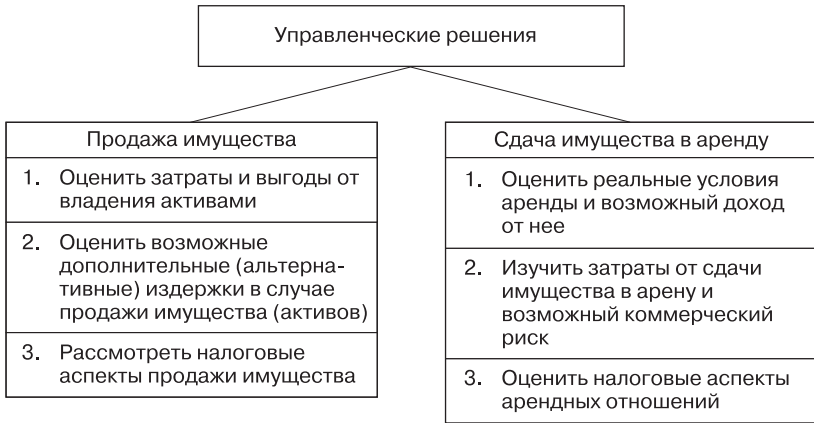 Управленческие решения
Продажа имущества
1. Оценить затраты и выгоды от
владения активами
2. Оценить возможные
дополнительные (альтерна-
тивные) издержки в случае
продажи имущества (активов)
3. Рассмотреть налоговые
аспекты продажи имущества
Сдача имущества в аренду
1. Оценить реальные условия
аренды и возможный доход
от нее
2. Изучить затраты от сдачи
имущества в арену и
возможный коммерческий
риск
3. Оценить налоговые аспекты
арендных отношений